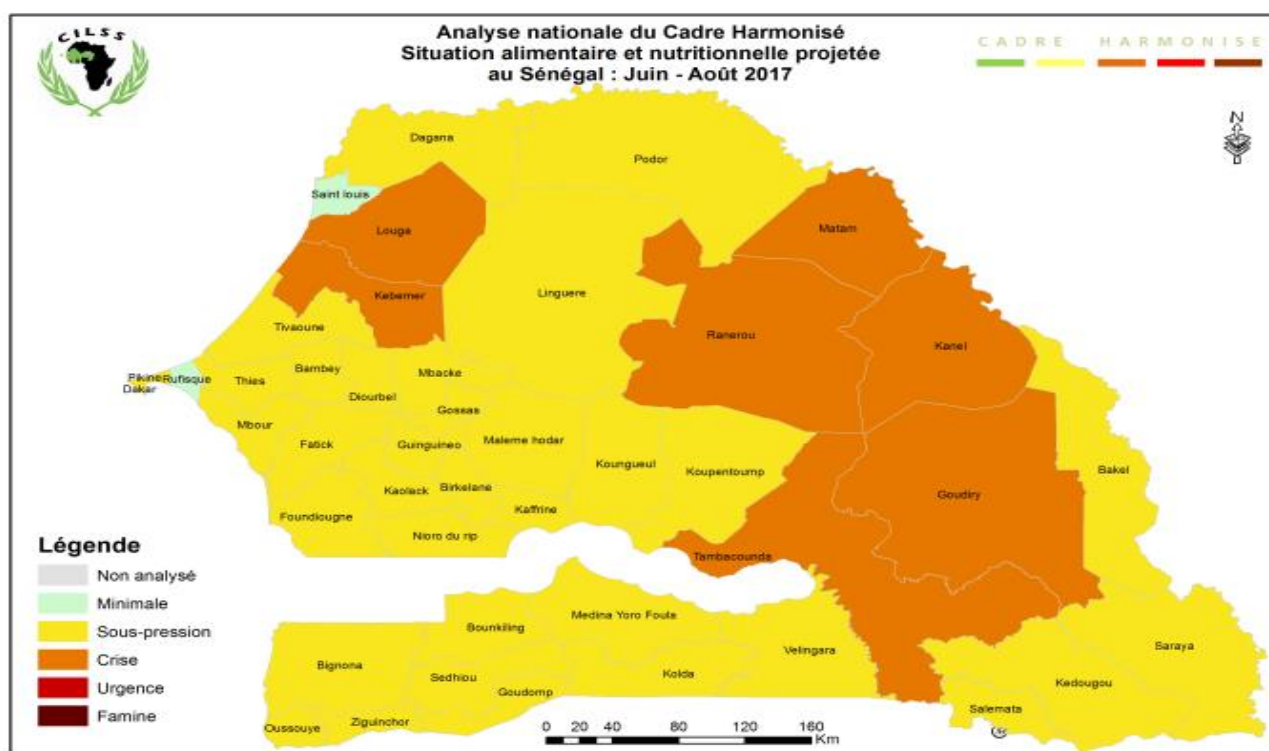 CILSS
Analyse nationale du Cadre Harmonisé
Situation alimentaire et nutritionnelle projetée
au Sénégal : Juin - Août 2017
CADRE HARMONISE
N
Dagana
Podor
Saint louis
Louga
Matam
Linguere
Kebemer
Tivaoune
Ranerou
Kanel
Pikine
Dakar
Rufisque
Thies
Bambey
Mbacke
Diourbel
Gossas
Mbour
Fatick
Guinguineo
Maleme hodar
Koungueul
Koupentoump
Bakel
Kaolack
Birkelane
Goudiry
Kaffrine
Foundiougne
Nioro du rip
Tambacounda
Légende
Non analysé
Minimale
Sous-pression
Crise
Urgence
Famine
Bounkiling
Medina Yoro Foula
Velingara
Saraya
Bignona
Sedhiou
Kolda
Goudomp
Kedougou
Salemata
Oussouye
Ziguinchor
0 20 40 80 120 160
Km